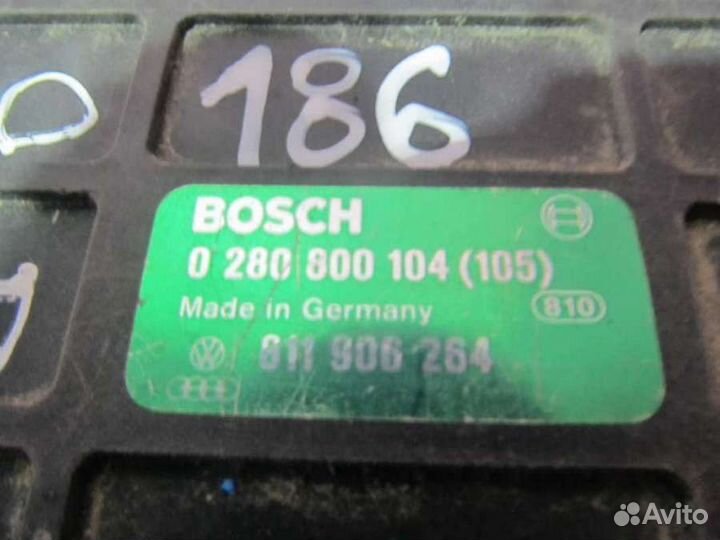 186
BOSCH
0 280 800 104 (105)
Made in Germany
810
811 906 264
Avito